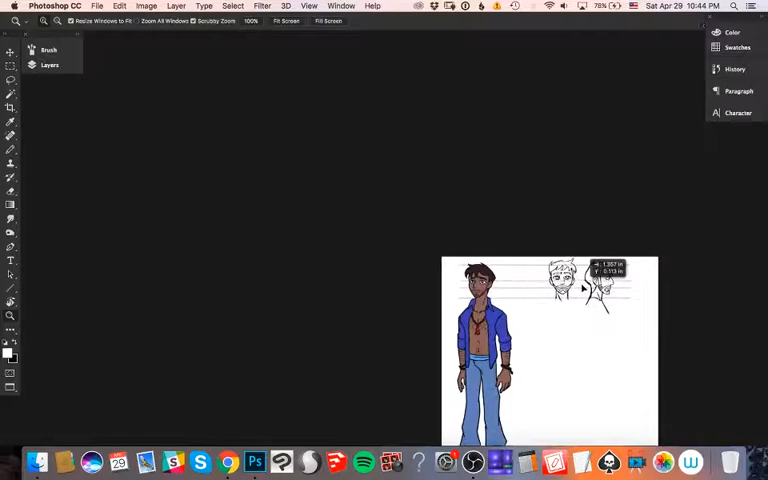 Photoshop CC File Edit Image Layer Type Select Filter 3D View Window Help 78% Sat Apr 29 10:44 PM
Resize Windows to Fit Zoom All Windows Scrubby Zoom 100% Fit Screen Fill Screen
Brush
Layers
Color
Swatches
History
Paragraph
Character
29